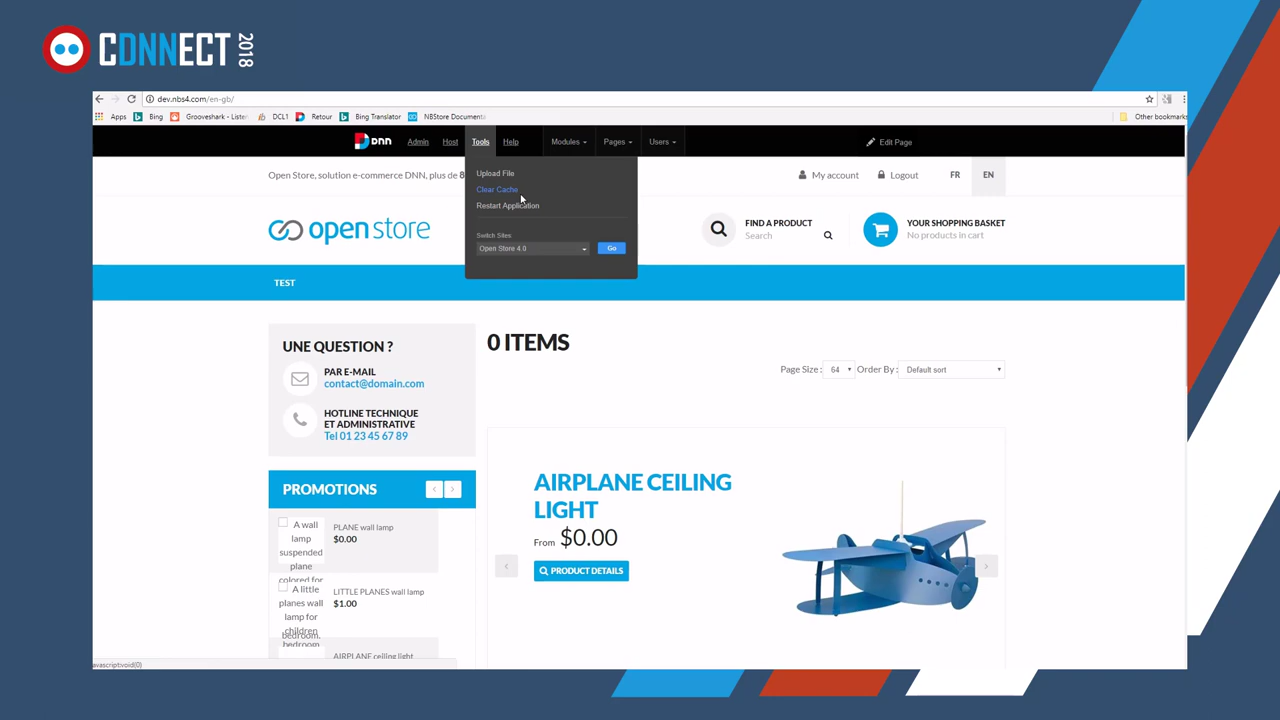 CDNNECT 2018
dev.nbs4.com/en-gb/
Apps Bing Grooveshark - Listen DCL1 Retour Bing Translator NBStore Documenta Other bookmarks
DNN Admin Host Tools Help Modules Pages Users Edit Page
Open Store, solution e-commerce DNN, plus de 8
My account Logout FR EN
Upload File
Clear Cache
Restart Application
Switch Sites
Open Store 4.0 Go
open store
FIND A PRODUCT
Search
YOUR SHOPPING BASKET
No products in cart
TEST
UNE QUESTION ?
PAR E-MAIL
contact@domain.com
HOTLINE TECHNIQUE
ET ADMINISTRATIVE
Tel 01 23 45 67 89
0 ITEMS
Page Size : 64 Order By : Default sort
PROMOTIONS
A wall
lamp
suspended
plane
colored for
PLANE wall lamp
$0.00
A little
planes wall
lamp for
children
bedroom.
LITTLE PLANES wall lamp
$1.00
AIRPLANE ceiling light
AIRPLANE CEILING
LIGHT
From $0.00
PRODUCT DETAILS
avascript:void(0)